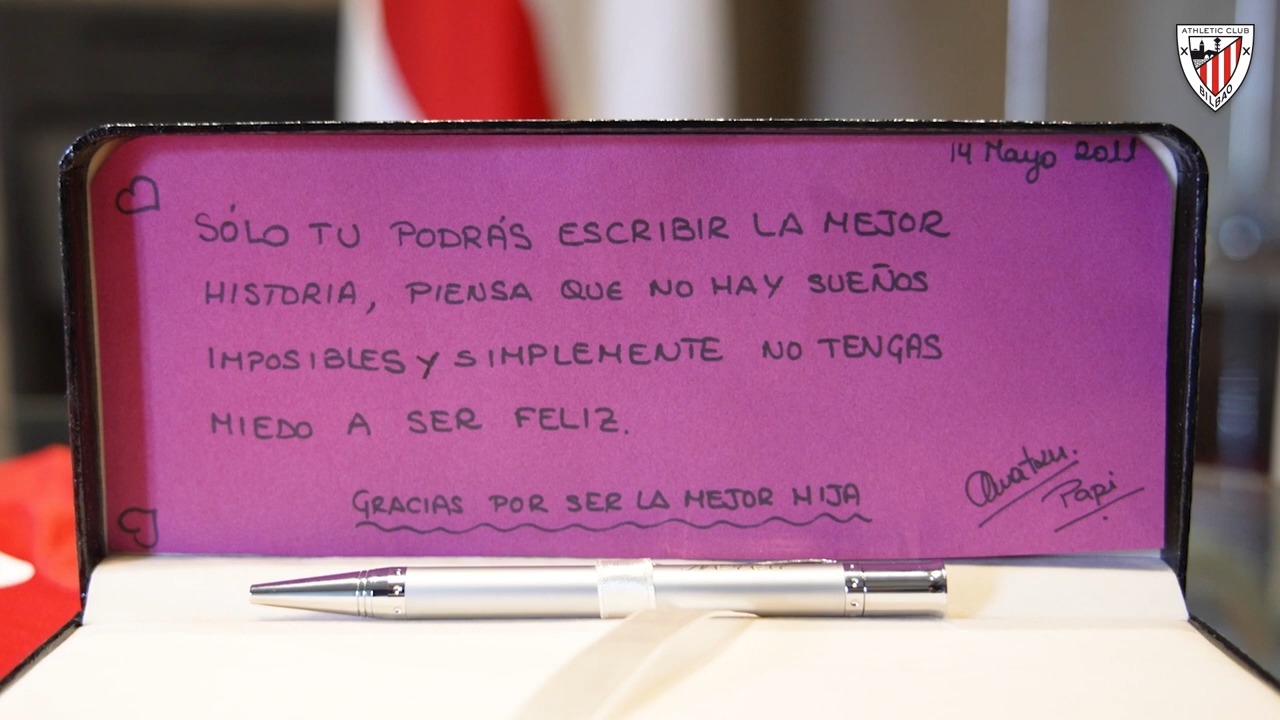 ATHLETIC CLUB
BILBAO
14 Mayo 2011
SÓLO TU PODRÁS ESCRIBIR LA MEJOR
HISTORIA, PIENSA QUE NO HAY SUEÑOS
IMPOSIBLES Y SIMPLEMENTE NO TENGAS
MIEDO A SER FELIZ.
GRACIAS POR SER LA MEJOR HIJA
Amatxu.
Papi